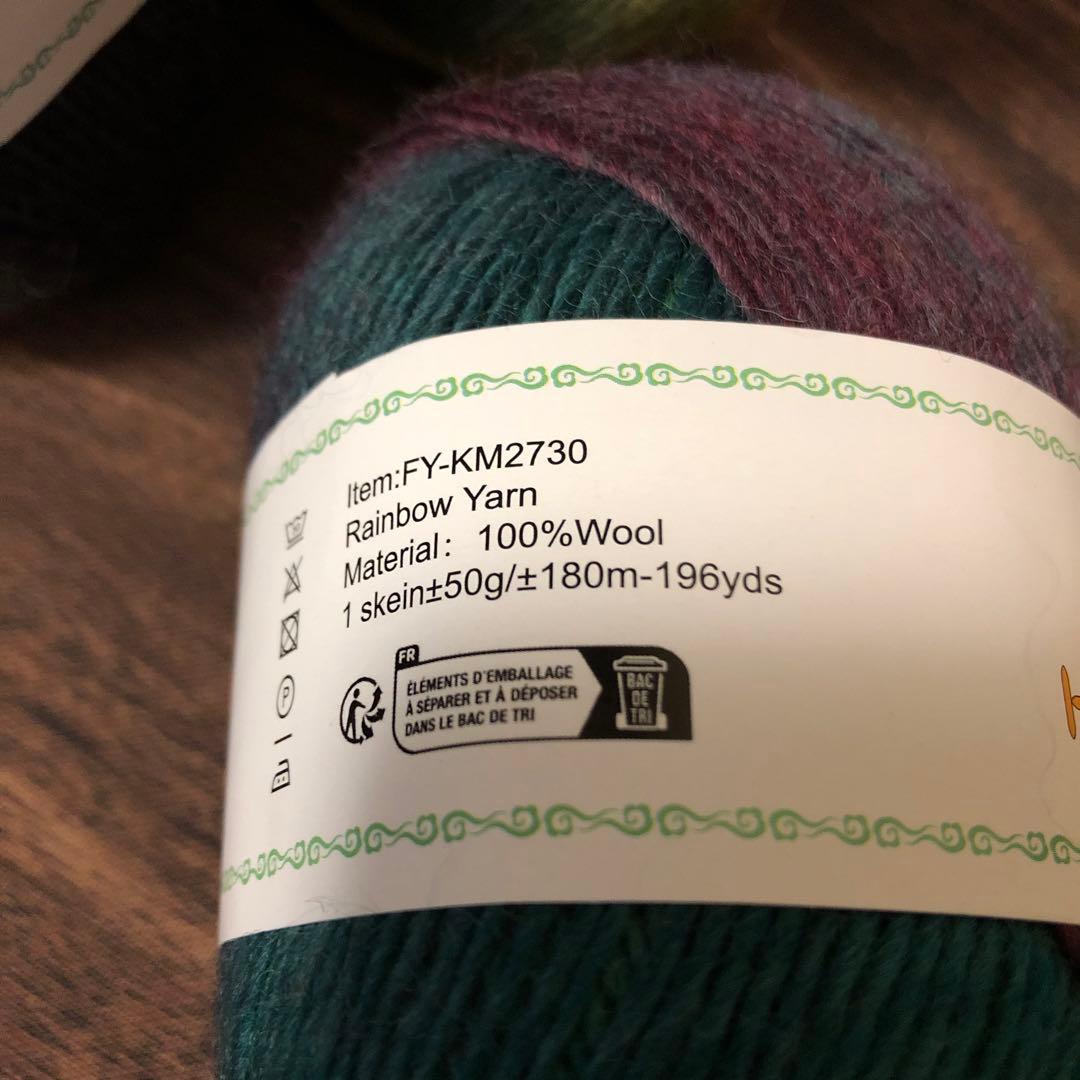 Item:FY-KM2730
Rainbow Yarn
Material: 100%Wool
1 skein±50g/±180m-196yds
FR
ÉLÉMENTS D'EMBALLAGE
À SÉPARER ET À DÉPOSER
DANS LE BAC DE TRI
BAC
DE
TRI
P